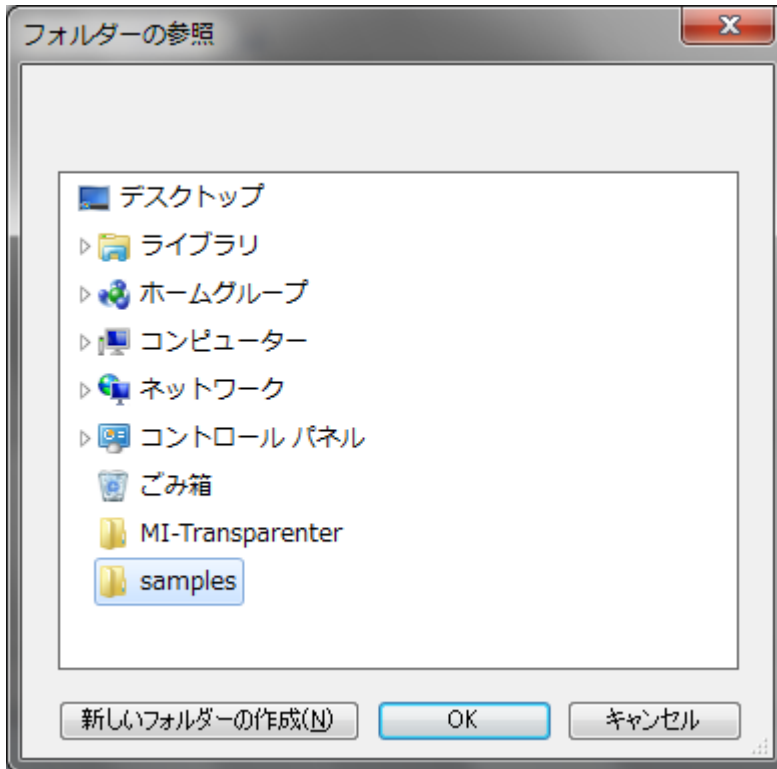 フォルダーの参照
デスクトップ
ライブラリ
ホームグループ
コンピューター
ネットワーク
コントロール パネル
ごみ箱
MI-Transparenter
samples
新しいフォルダーの作成(N) OK キャンセル